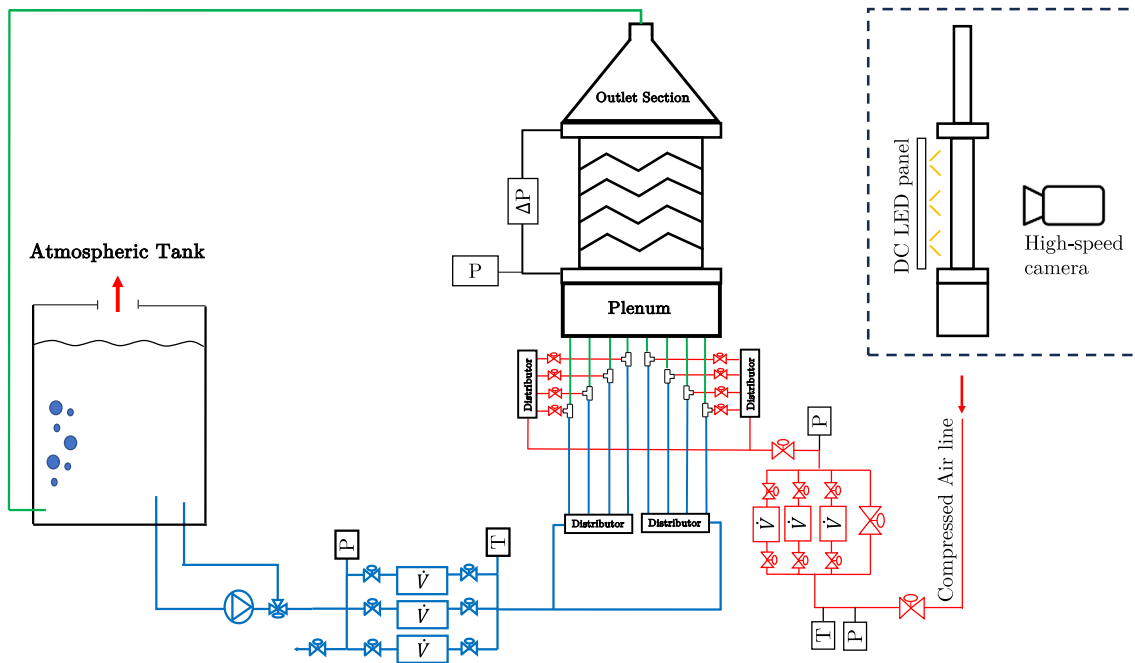 Outlet Section
ΔP
P
Plenum
Atmospheric Tank
DC LED panel
High-speed
camera
Distributor
Distributor
Distributor
Distributor
P
T
V̇
V̇
V̇
P
V̇
V̇
V̇
T
P
Compressed Air line